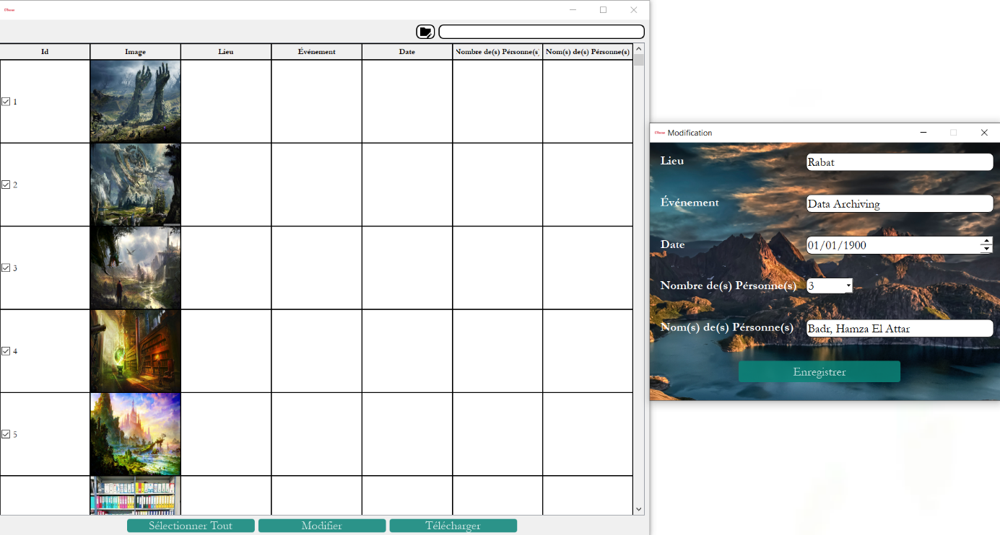 Id Image Lieu Événement Date Nombre de(s) Pérsonne(s) Nom(s) de(s) Pérsonne(s)
1
2
3
4
5
Sélectionner Tout Modifier Télécharger
Modification
Lieu Rabat
Événement Data Archiving
Date 01/01/1900
Nombre de(s) Pérsonne(s) 3
Nom(s) de(s) Pérsonne(s) Badr, Hamza El Attar
Enregistrer